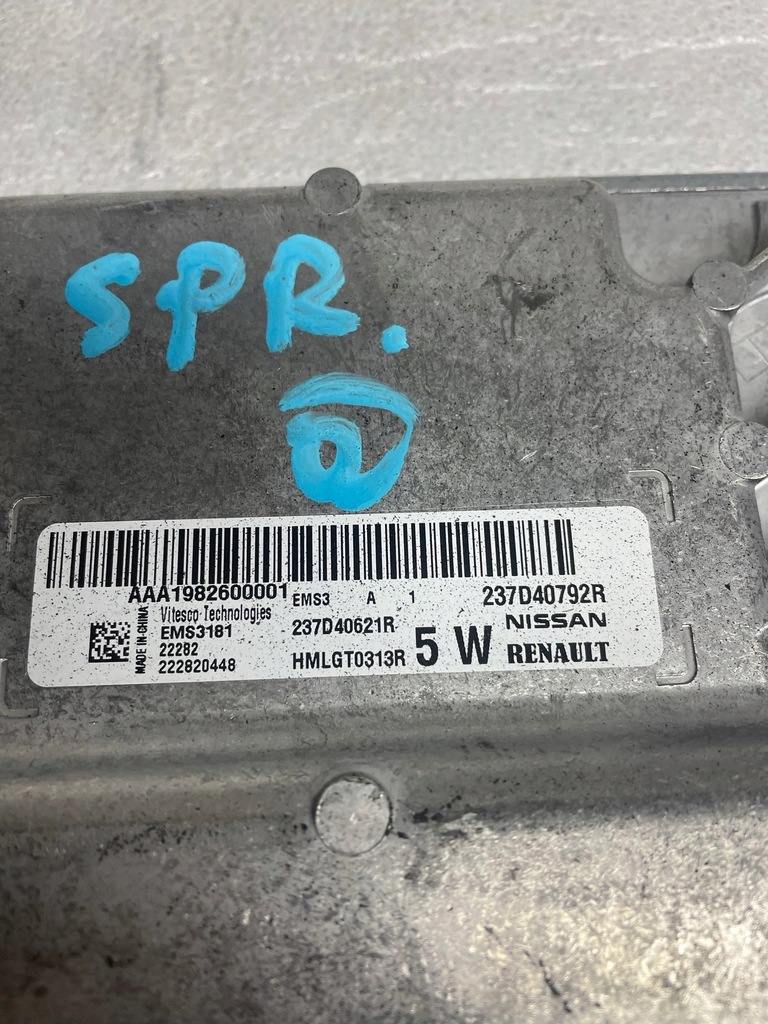 SPR.
a
AAA1982600001 EMS3 A 1 237D40792R
MADE IN-CHINA
Vitesco Technologies
EMS3181
22282
222820448
237D40621R
HMLGT0313R
5 W
NISSAN
RENAULT